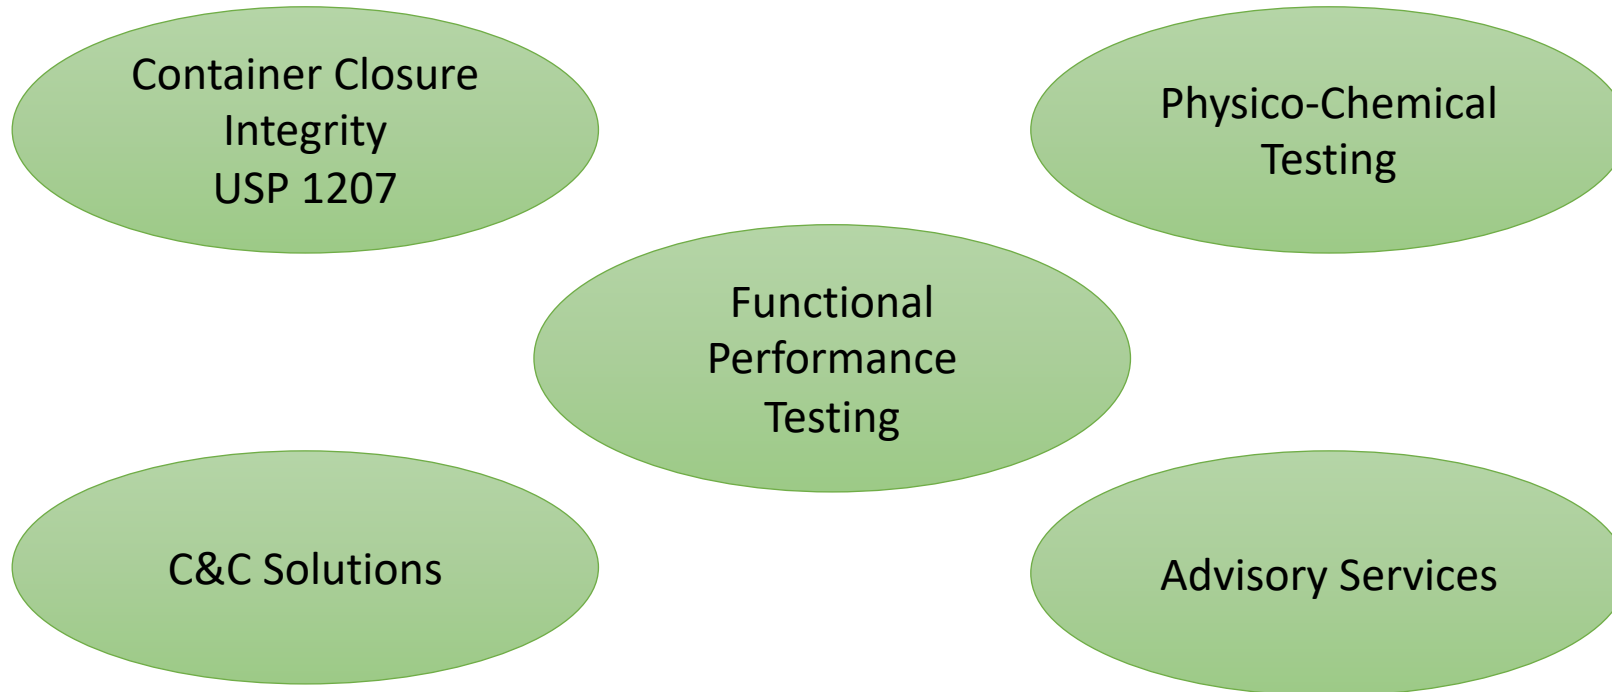 Container Closure
Integrity
USP 1207
Physico-Chemical
Testing
Functional
Performance
Testing
C&C Solutions
Advisory Services